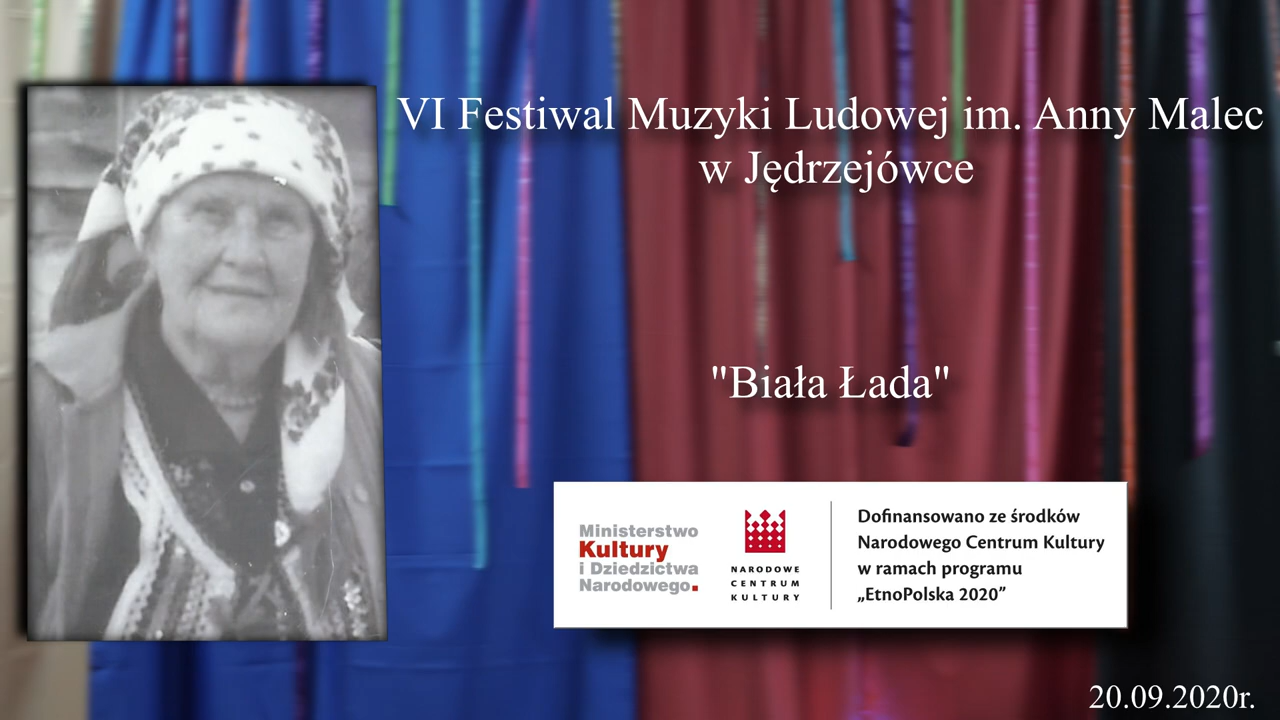 VI Festiwal Muzyki Ludowej im. Anny Malec
w Jędrzejówce
"Biała Łada"
Ministerstwo
Kultury
i Dziedzictwa
Narodowego.
NARODOWE
CENTRUM
KULTURY
Dofinansowano ze środków
Narodowego Centrum Kultury
w ramach programu
„EtnoPolska 2020”
20.09.2020r.